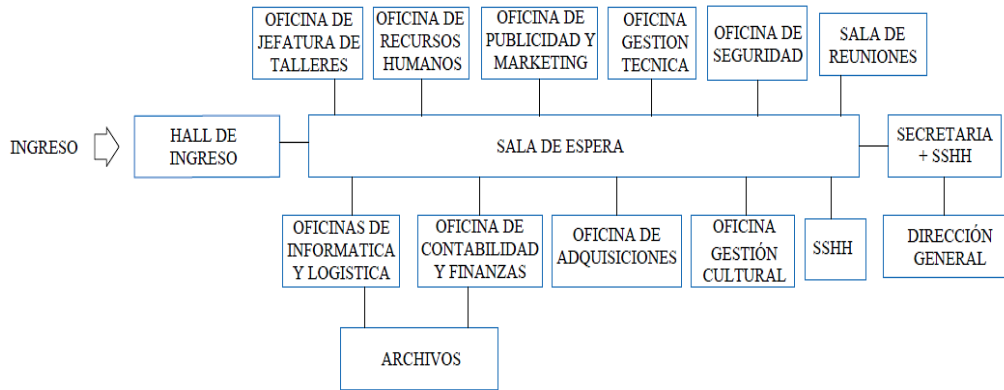 OFICINA DE
JEFATURA DE
TALLERES
OFICINA DE
RECURSOS
HUMANOS
OFICINA DE
PUBLICIDAD Y
MARKETING
OFICINA
GESTION
TECNICA
OFICINA DE
SEGURIDAD
SALA DE
REUNIONES
INGRESO
HALL DE
INGRESO
SALA DE ESPERA
SECRETARIA
+ SSHH
OFICINAS DE
INFORMATICA
Y LOGISTICA
OFICINA DE
CONTABILIDAD
Y FINANZAS
OFICINA DE
ADQUISICIONES
OFICINA
GESTIÓN
CULTURAL
SSHH
DIRECCIÓN
GENERAL
ARCHIVOS